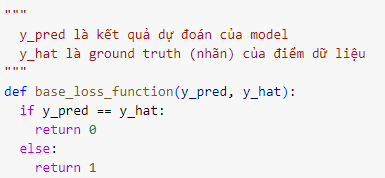 """
  y_pred là kết quả dự đoán của model
  y_hat là ground truth (nhãn) của điểm dữ liệu
"""
def base_loss_function(y_pred, y_hat):
  if y_pred == y_hat:
    return 0
  else:
    return 1